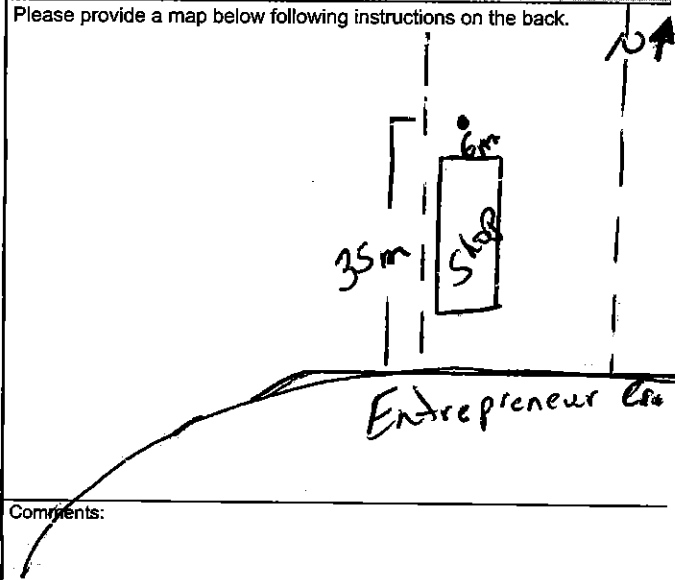 Please provide a map below following instructions on the back.
N
6m
Shop
35m
Entrepreneur
Comments: